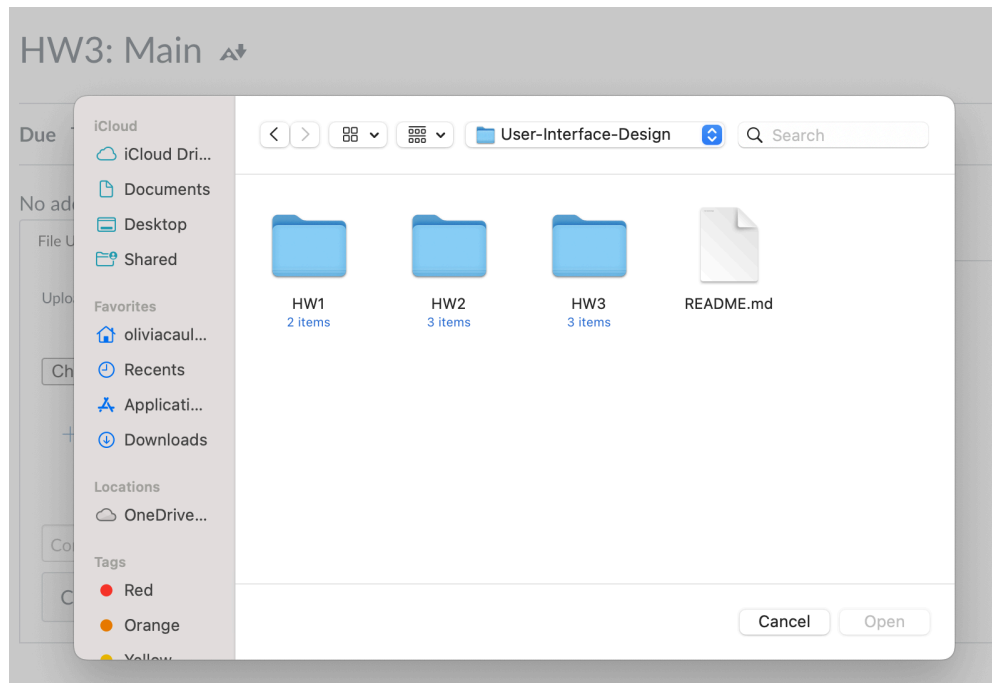 HW3: Main
Due
No ad
File U
Uplo
Ch
Co
C
iCloud
iCloud Dri...
Documents
Desktop
Shared
Favorites
oliviacaul...
Recents
Applicati...
Downloads
Locations
OneDrive...
Tags
Red
Orange
Yellow
User-Interface-Design
Search
HW1
2 items
HW2
3 items
HW3
3 items
README.md
Cancel
Open